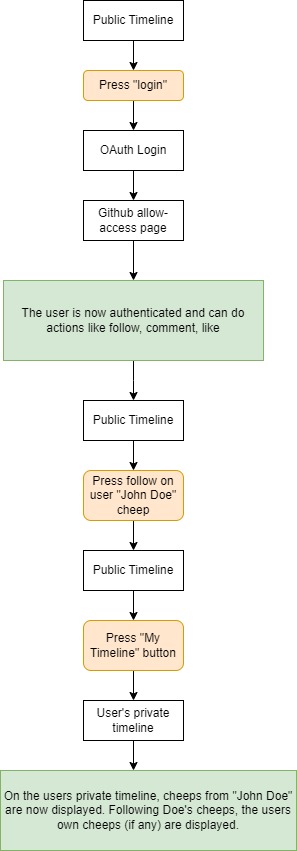 Public Timeline
Press "login"
OAuth Login
Github allow-
access page
The user is now authenticated and can do
actions like follow, comment, like
Public Timeline
Press follow on
user "John Doe"
cheep
Public Timeline
Press "My
Timeline" button
User's private
timeline
On the users private timeline, cheeps from "John Doe"
are now displayed. Following Doe's cheeps, the users
own cheeps (if any) are displayed.